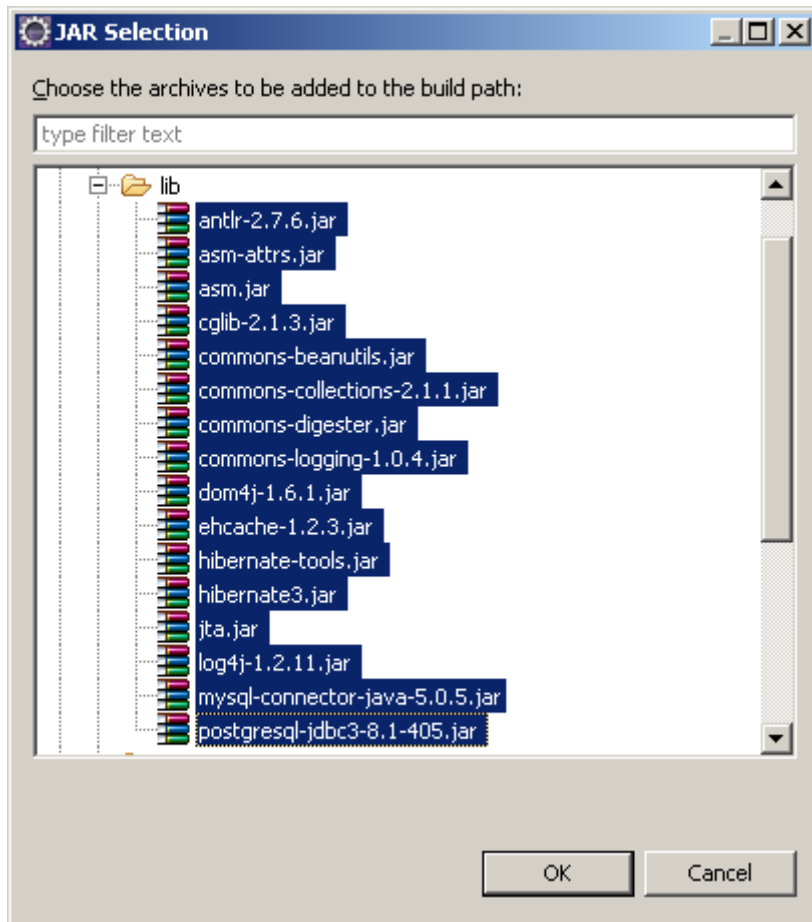 JAR Selection
Choose the archives to be added to the build path:
type filter text
lib
antlr-2.7.6.jar
asm-attrs.jar
asm.jar
cglib-2.1.3.jar
commons-beanutils.jar
commons-collections-2.1.1.jar
commons-digester.jar
commons-logging-1.0.4.jar
dom4j-1.6.1.jar
ehcache-1.2.3.jar
hibernate-tools.jar
hibernate3.jar
jta.jar
log4j-1.2.11.jar
mysql-connector-java-5.0.5.jar
postgresql-jdbc3-8.1-405.jar
OK Cancel